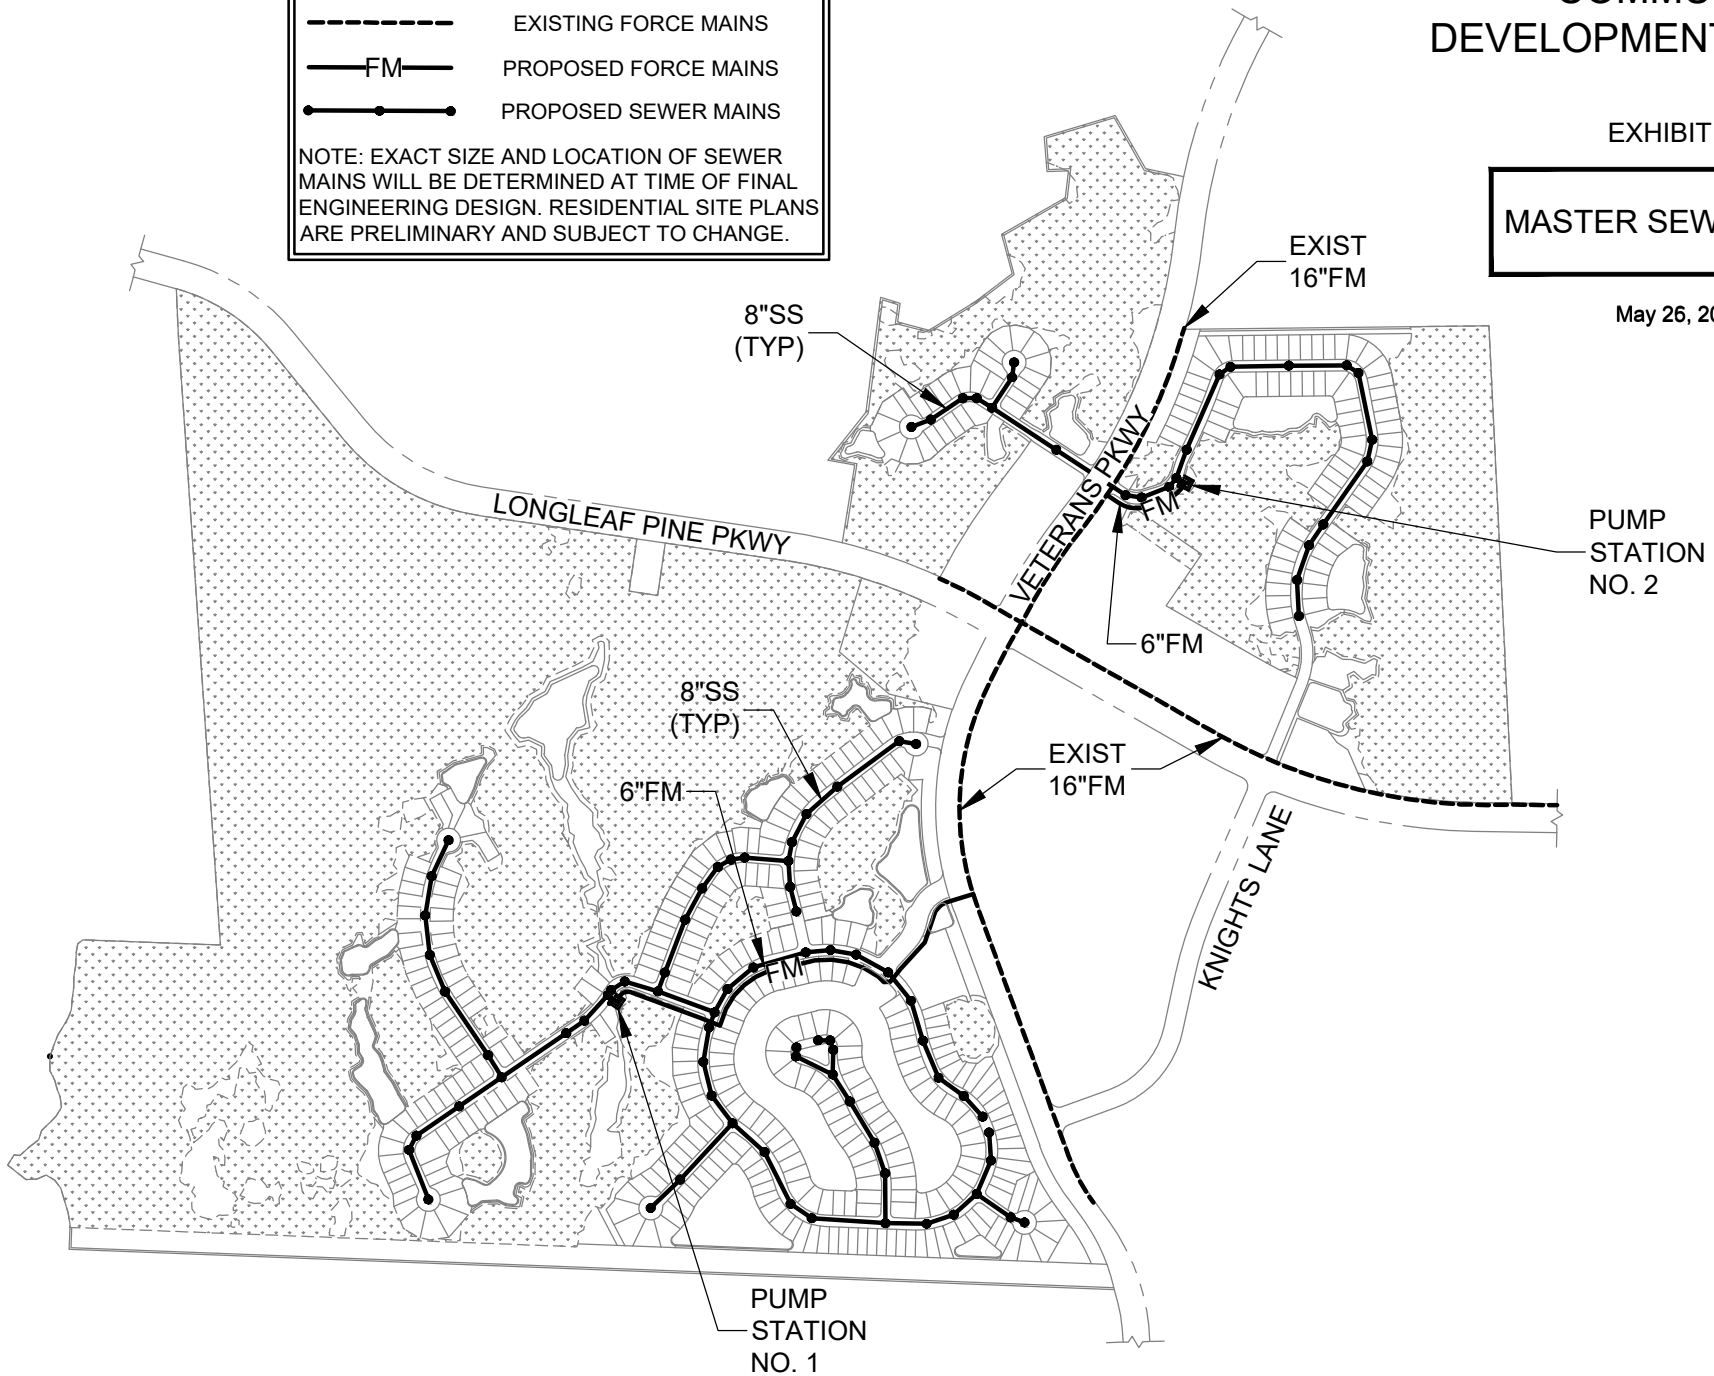 EXISTING FORCE MAINS
FM
PROPOSED FORCE MAINS
PROPOSED SEWER MAINS
NOTE: EXACT SIZE AND LOCATION OF SEWER
MAINS WILL BE DETERMINED AT TIME OF FINAL
ENGINEERING DESIGN. RESIDENTIAL SITE PLANS
ARE PRELIMINARY AND SUBJECT TO CHANGE.
DEVELOPMENT
EXHIBIT
MASTER SEW
May 26, 20
EXIST
16"FM
8"SS
(TYP)
VETERANS PKWY
LONGLEAF PINE PKWY
FM
PUMP
STATION
NO. 2
6"FM
8"SS
(TYP)
EXIST
16"FM
6"FM
KNIGHTS LANE
FM
PUMP
STATION
NO. 1